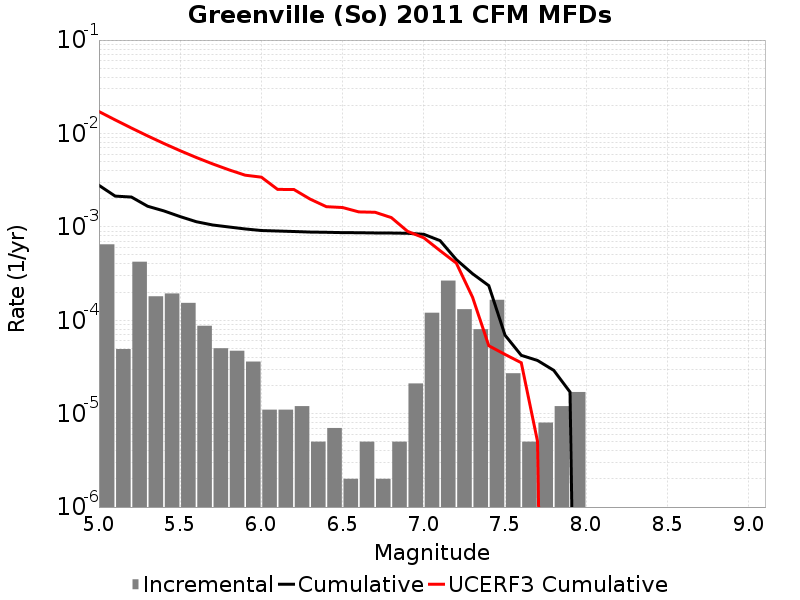 Greenville (So) 2011 CFM MFDs
10-1
10-2
10-3
10-4
10-5
10-6
Rate (1/yr)
5.0 5.5 6.0 6.5 7.0 7.5 8.0 8.5 9.0
Magnitude
Incremental Cumulative UCERF3 Cumulative